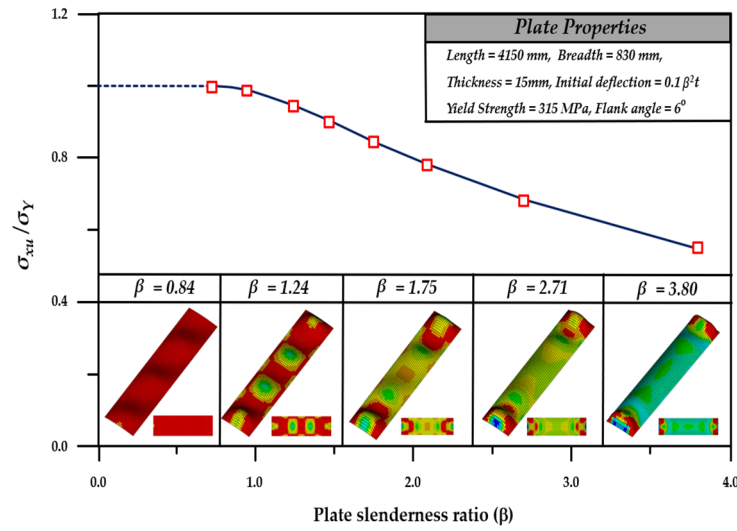 1.2
Plate Properties
Length = 4150 mm, Breadth = 830 mm,
Thickness = 15mm, Initial deflection = 0.1 β²t
Yield Strength = 315 MPa, Flank angle = 6°
0.8
σxu /σY
β = 0.84 β = 1.24 β = 1.75 β = 2.71 β = 3.80
0.4
0.0
0.0 1.0 2.0 3.0 4.0
Plate slenderness ratio (β)